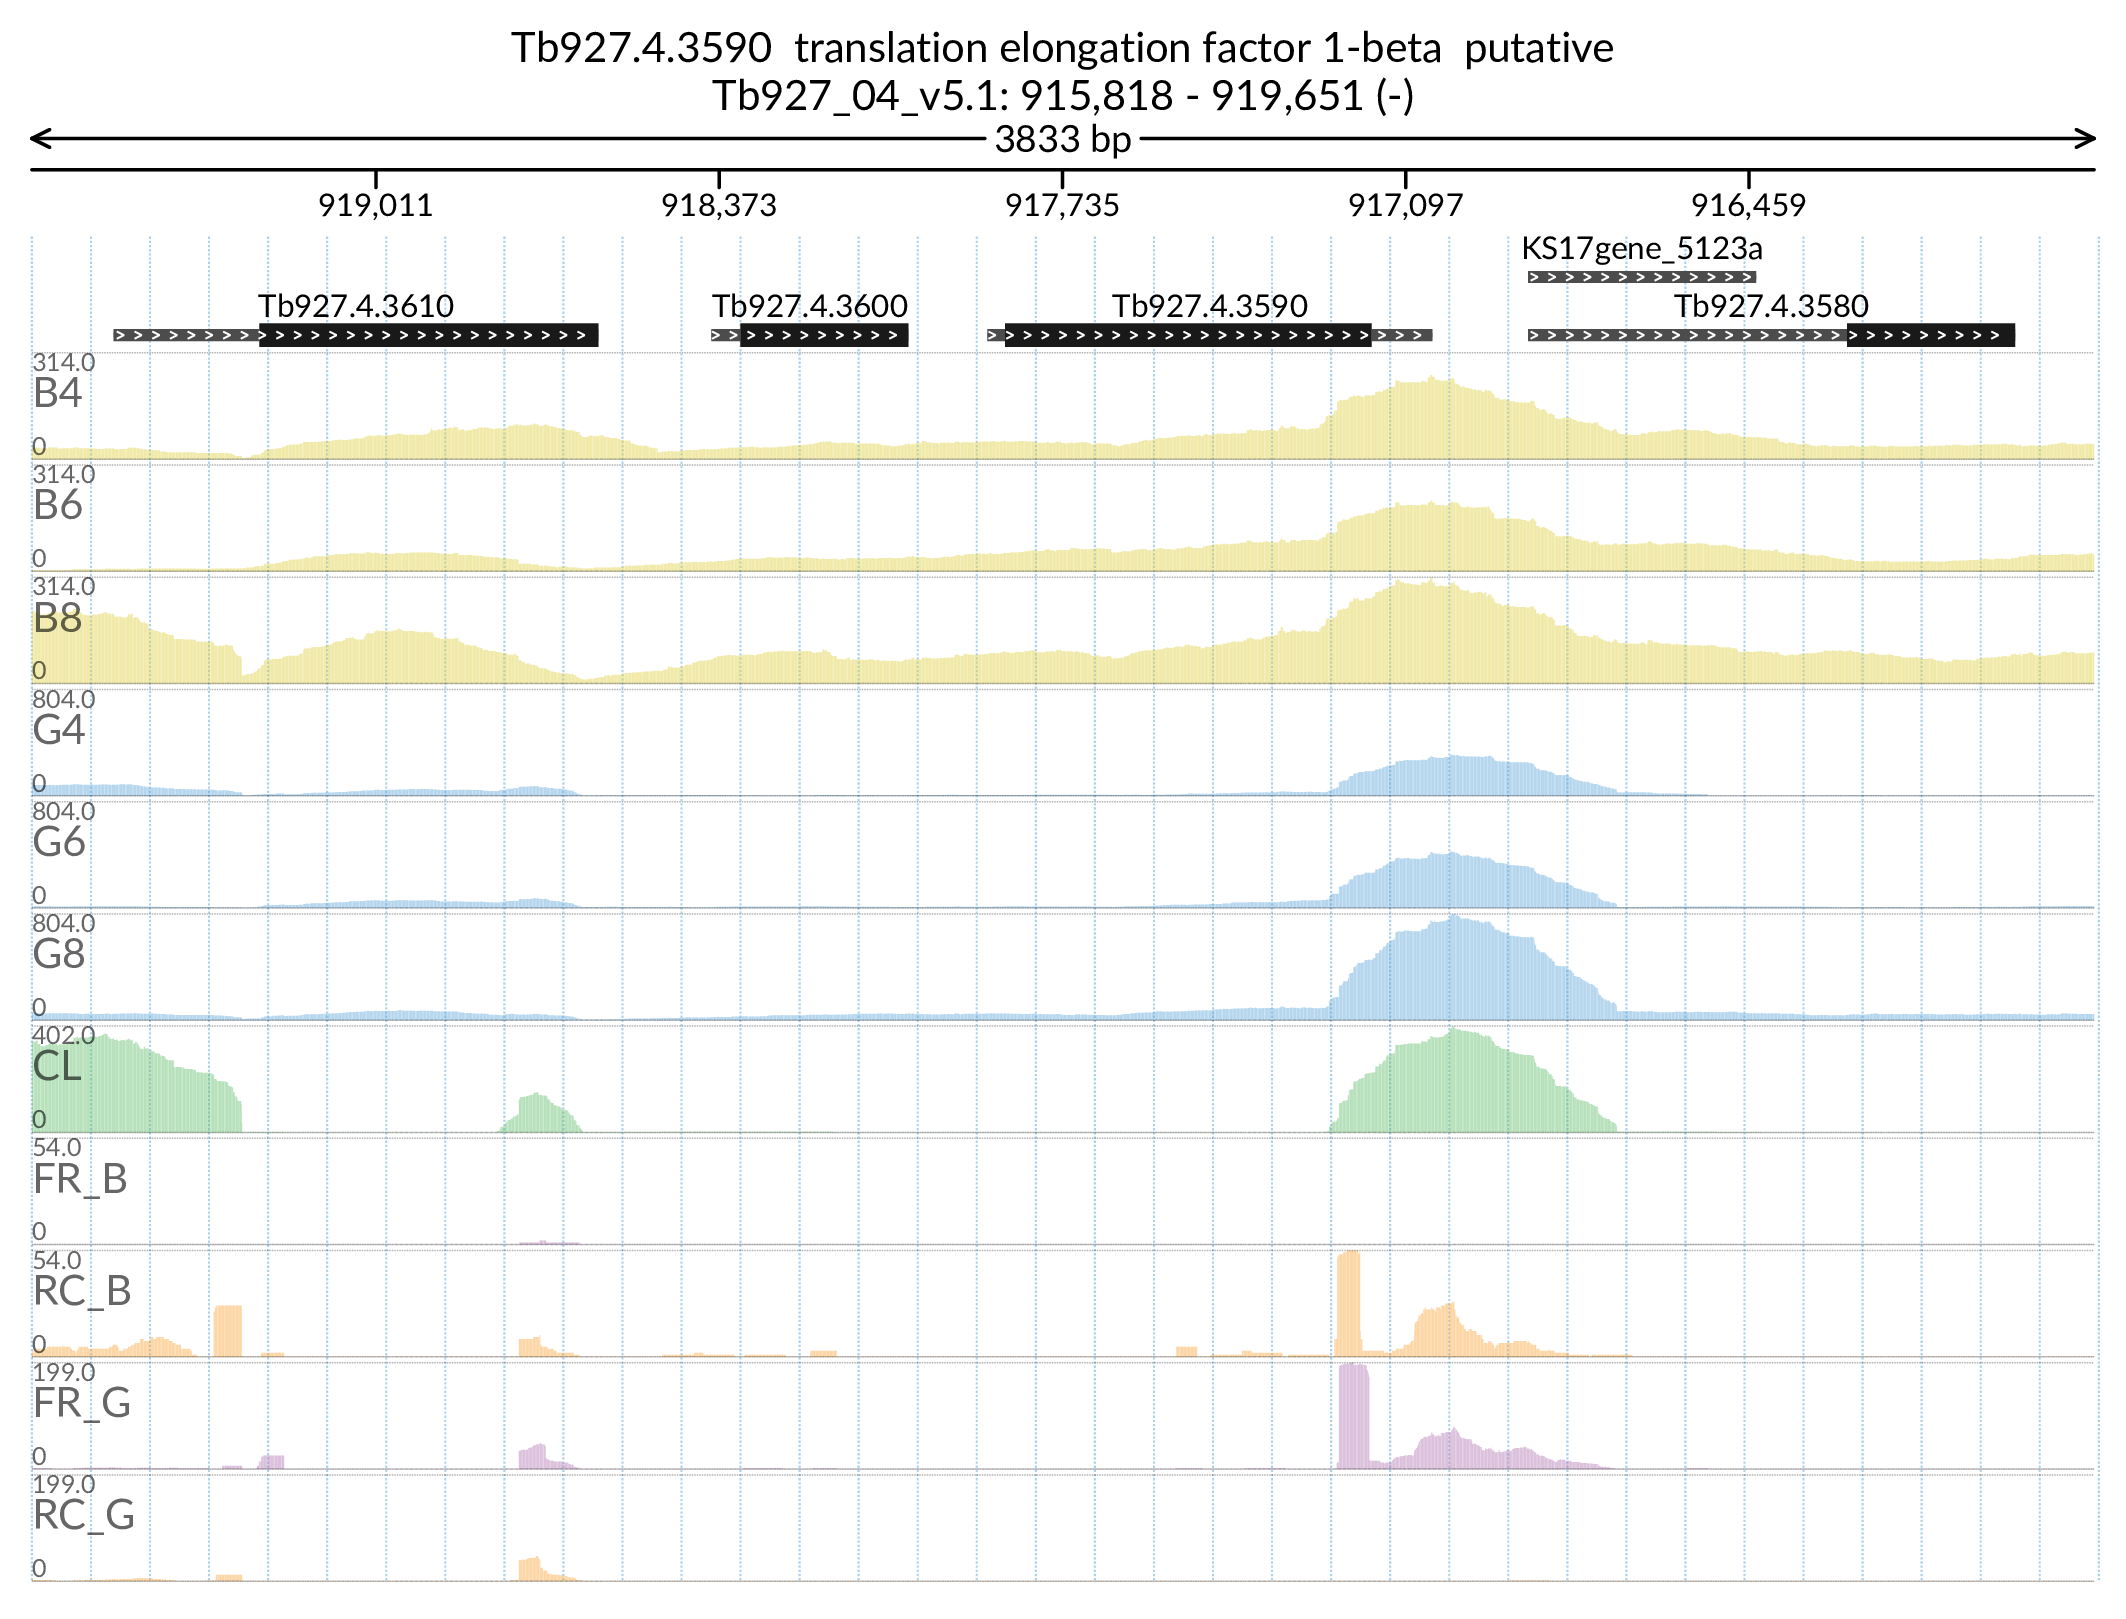 Tb927.4.3590  translation elongation factor 1-beta  putative
Tb927_04_v5.1: 915,818 - 919,651 (-)
3833 bp
919,011 918,373 917,735 917,097 916,459
KS17gene_5123a
Tb927.4.3610 Tb927.4.3600 Tb927.4.3590 Tb927.4.3580
314.0
B4
0
314.0
B6
0
314.0
B8
0
804.0
G4
0
804.0
G6
0
804.0
G8
0
402.0
CL
0
54.0
FR_B
0
54.0
RC_B
0
199.0
FR_G
0
199.0
RC_G
0